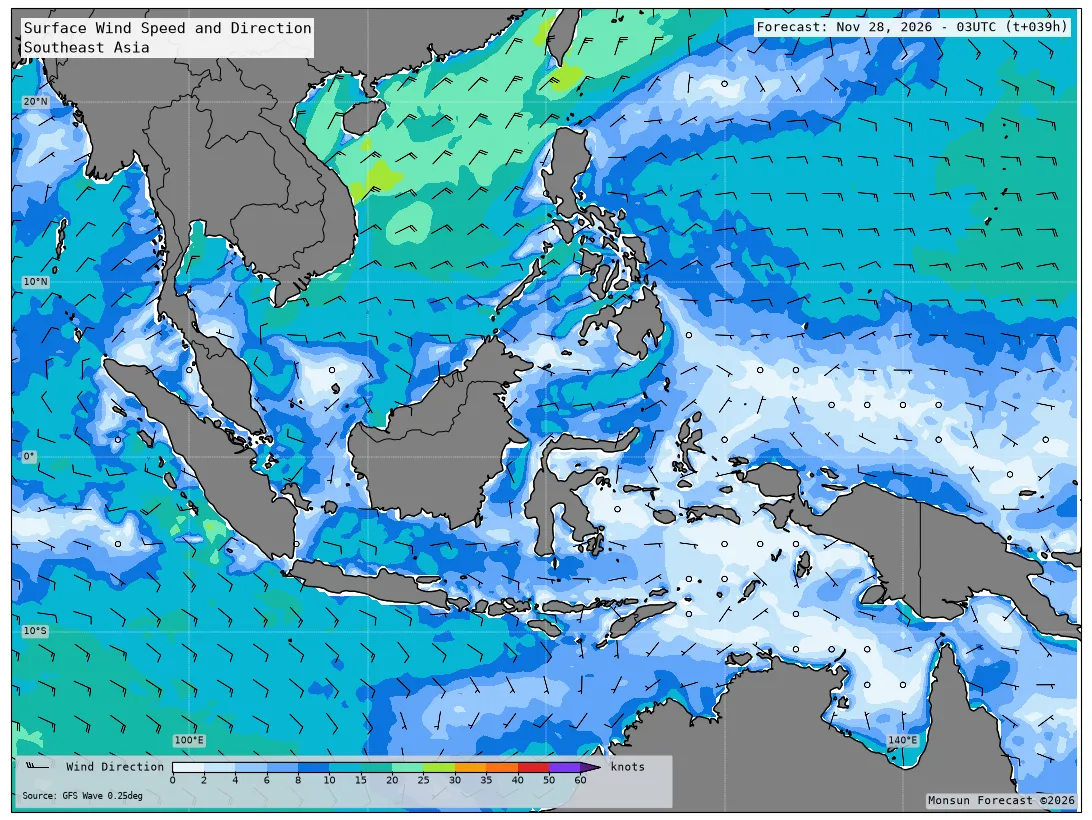 Surface Wind Speed and Direction
Southeast Asia
Forecast: Nov 28, 2026 - 03UTC (t+039h)
20°N
10°N
0°
10°S
100°E
140°E
Wind Direction
0 2 4 6 8 10 15 20 25 30 35 40 50 60
knots
Source: GFS Wave 0.25deg
Monsun Forecast ©2026